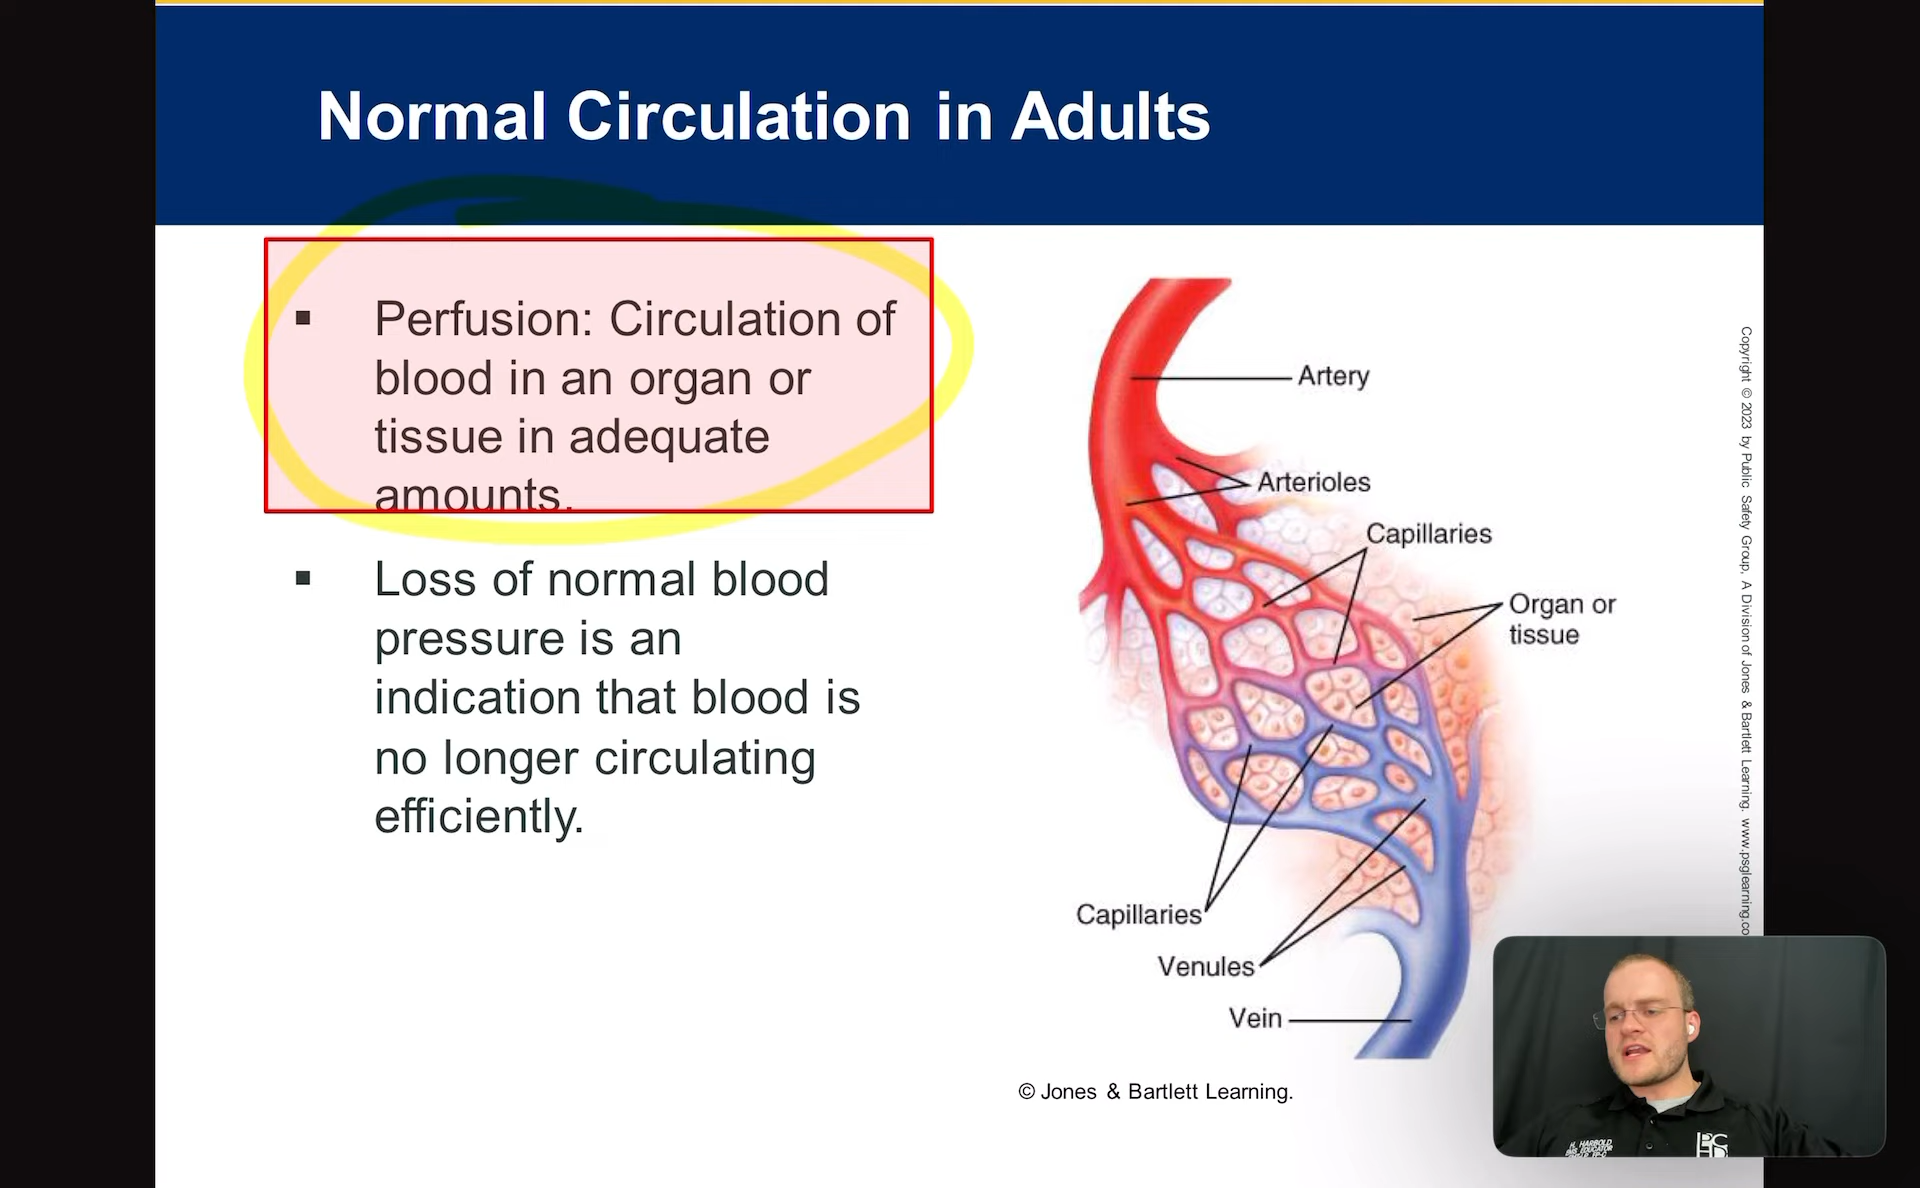 Normal Circulation in Adults
▪ Perfusion: Circulation of
blood in an organ or
tissue in adequate
amounts.
▪ Loss of normal blood
pressure is an
indication that blood is
no longer circulating
efficiently.
Artery
Arterioles
Capillaries
Organ or
tissue
Capillaries
Venules
Vein
© Jones & Bartlett Learning.
Copyright © 2023 by Public Safety Group, A Division of Jones & Bartlett Learning. www.psglearning.co
H. HARBOLD